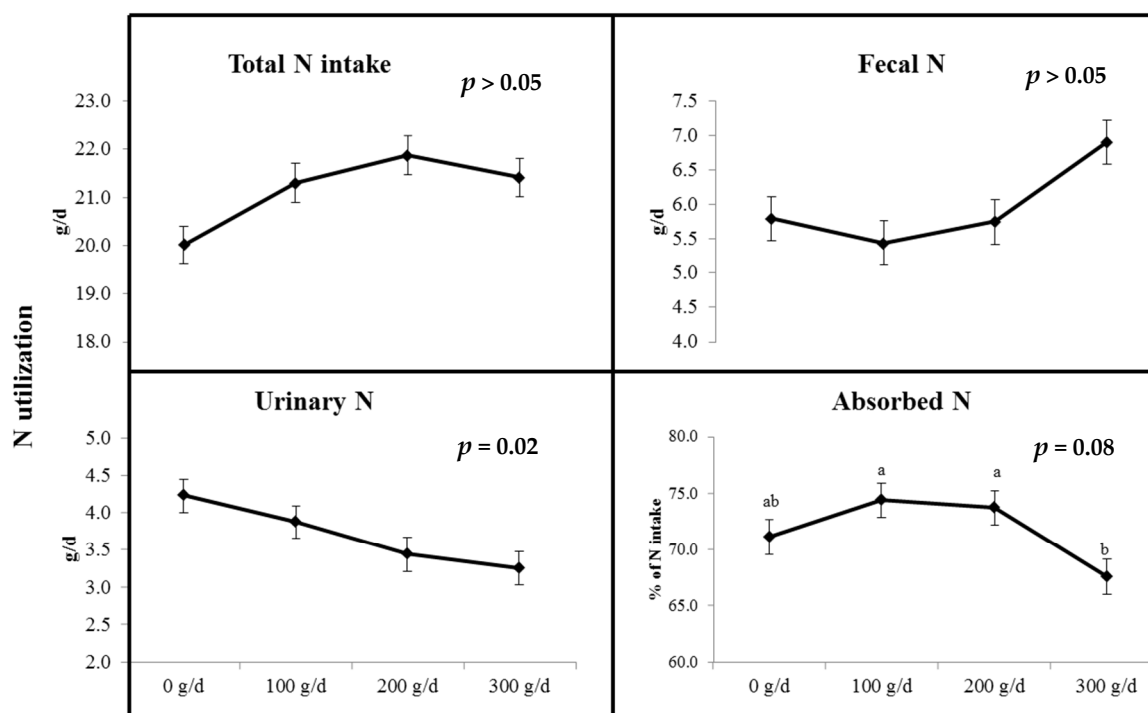 N utilization
Total N intake
p > 0.05
g/d
23.0
22.0
21.0
20.0
19.0
18.0
Fecal N
p > 0.05
g/d
7.5
7.0
6.5
6.0
5.5
5.0
4.5
4.0
Urinary N
p = 0.02
g/d
5.0
4.5
4.0
3.5
3.0
2.5
2.0
0 g/d 100 g/d 200 g/d 300 g/d
Absorbed N
p = 0.08
% of N intake
80.0
75.0
70.0
65.0
60.0
ab a a b
0 g/d 100 g/d 200 g/d 300 g/d